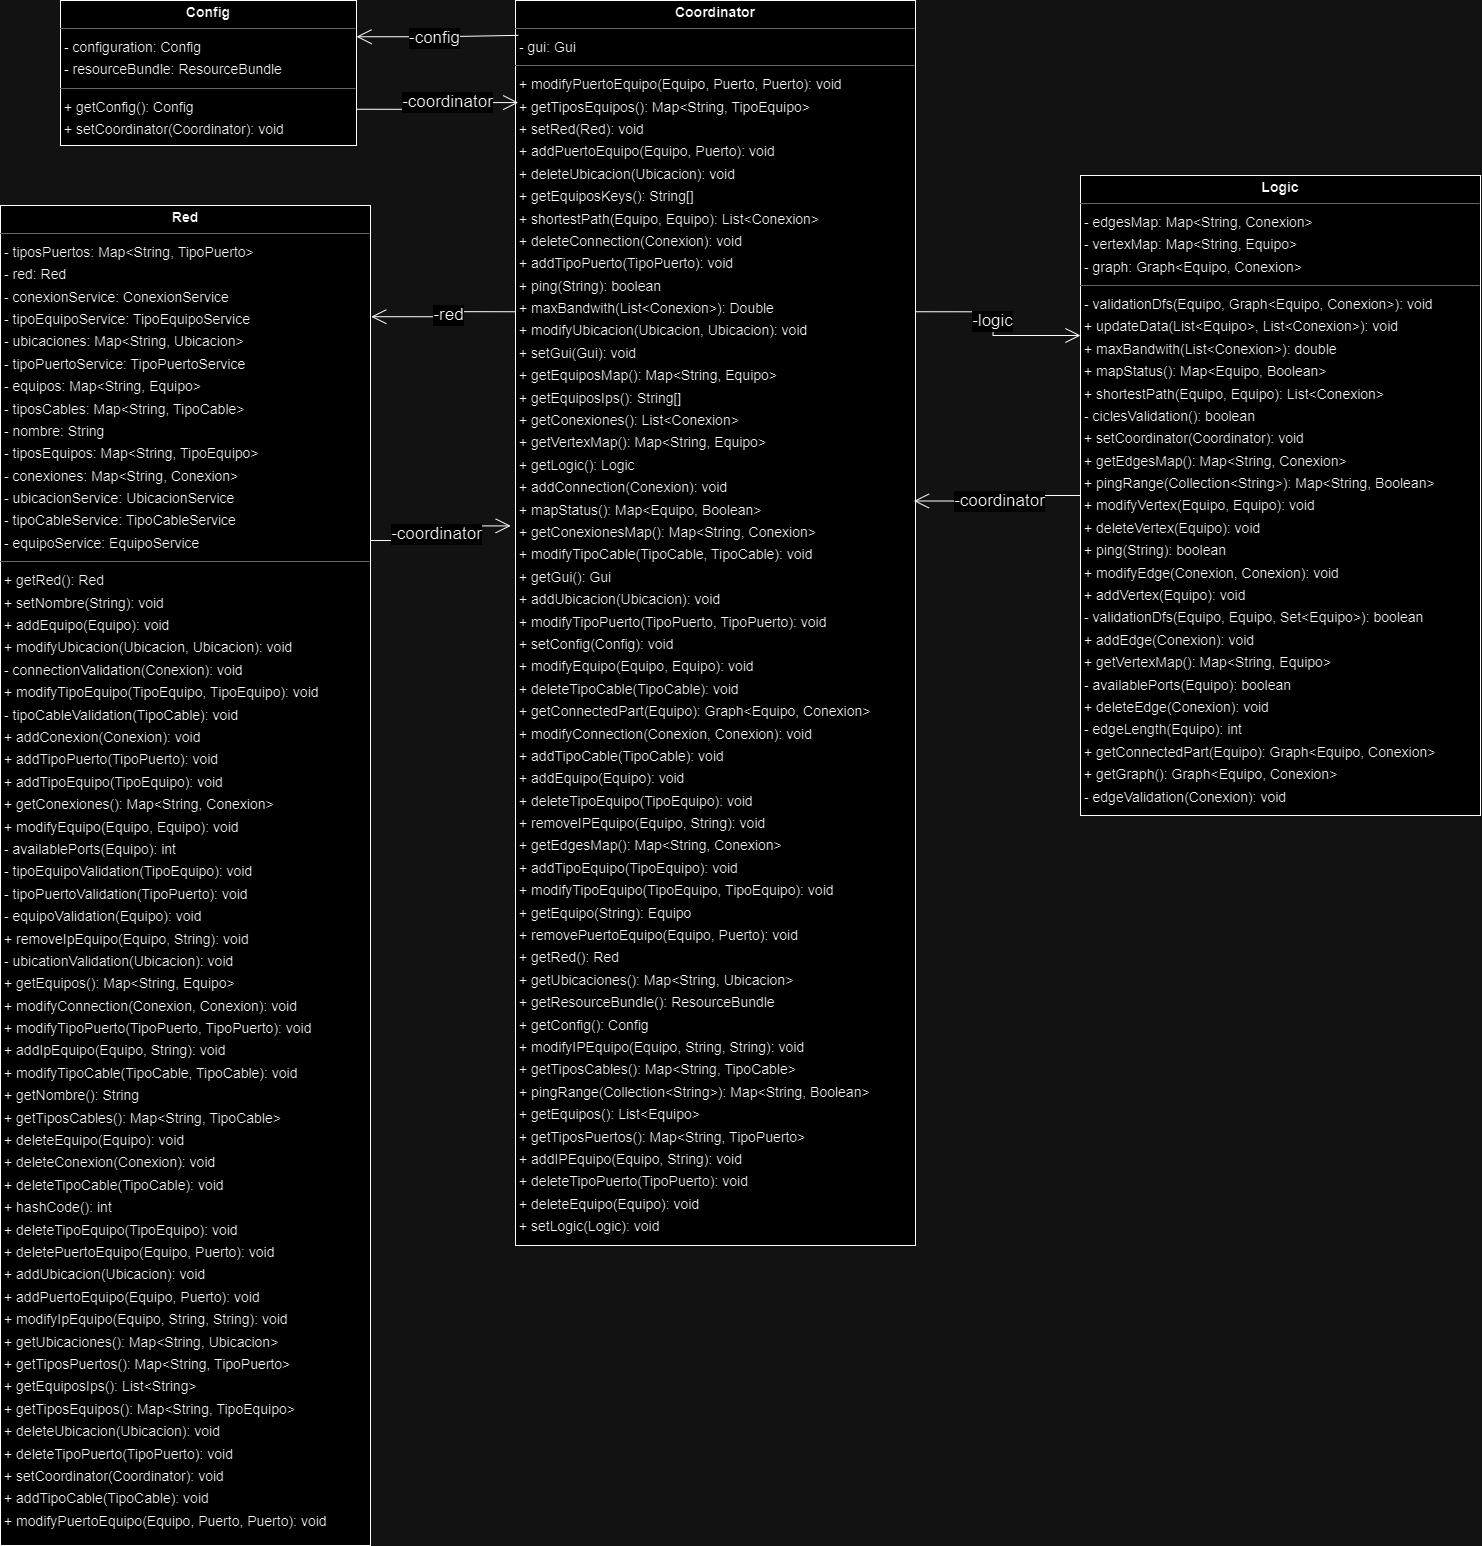 Config
- configuration: Config
- resourceBundle: ResourceBundle
+ getConfig(): Config
+ setCoordinator(Coordinator): void
-config
-coordinator
Coordinator
- gui: Gui
+ modifyPuertoEquipo(Equipo, Puerto, Puerto): void
+ getTiposEquipos(): Map<String, TipoEquipo>
+ setRed(Red): void
+ addPuertoEquipo(Equipo, Puerto): void
+ deleteUbicacion(Ubicacion): void
+ getEquiposKeys(): String[]
+ shortestPath(Equipo, Equipo): List<Conexion>
+ deleteConnection(Conexion): void
+ addTipoPuerto(TipoPuerto): void
+ ping(String): boolean
+ maxBandwith(List<Conexion>): Double
+ modifyUbicacion(Ubicacion, Ubicacion): void
+ setGui(Gui): void
+ getEquiposMap(): Map<String, Equipo>
+ getEquiposIps(): String[]
+ getConexiones(): List<Conexion>
+ getVertexMap(): Map<String, Equipo>
+ getLogic(): Logic
+ addConnection(Conexion): void
+ mapStatus(): Map<Equipo, Boolean>
+ getConexionesMap(): Map<String, Conexion>
+ modifyTipoCable(TipoCable, TipoCable): void
+ getGui(): Gui
+ addUbicacion(Ubicacion): void
+ modifyTipoPuerto(TipoPuerto, TipoPuerto): void
+ setConfig(Config): void
+ modifyEquipo(Equipo, Equipo): void
+ deleteTipoCable(TipoCable): void
+ getConnectedPart(Equipo): Graph<Equipo, Conexion>
+ modifyConnection(Conexion, Conexion): void
+ addTipoCable(TipoCable): void
+ addEquipo(Equipo): void
+ deleteTipoEquipo(TipoEquipo): void
+ removeIPEquipo(Equipo, String): void
+ getEdgesMap(): Map<String, Conexion>
+ addTipoEquipo(TipoEquipo): void
+ modifyTipoEquipo(TipoEquipo, TipoEquipo): void
+ getEquipo(String): Equipo
+ removePuertoEquipo(Equipo, Puerto): void
+ getRed(): Red
+ getUbicaciones(): Map<String, Ubicacion>
+ getResourceBundle(): ResourceBundle
+ getConfig(): Config
+ modifyIPEquipo(Equipo, String, String): void
+ getTiposCables(): Map<String, TipoCable>
+ pingRange(Collection<String>): Map<String, Boolean>
+ getEquipos(): List<Equipo>
+ getTiposPuertos(): Map<String, TipoPuerto>
+ addIPEquipo(Equipo, String): void
+ deleteTipoPuerto(TipoPuerto): void
+ deleteEquipo(Equipo): void
+ setLogic(Logic): void
-red
-coordinator
-logic
-coordinator
Red
- tiposPuertos: Map<String, TipoPuerto>
- red: Red
- conexionService: ConexionService
- tipoEquipoService: TipoEquipoService
- ubicaciones: Map<String, Ubicacion>
- tipoPuertoService: TipoPuertoService
- equipos: Map<String, Equipo>
- tiposCables: Map<String, TipoCable>
- nombre: String
- tiposEquipos: Map<String, TipoEquipo>
- conexiones: Map<String, Conexion>
- ubicacionService: UbicacionService
- tipoCableService: TipoCableService
- equipoService: EquipoService
+ getRed(): Red
+ setNombre(String): void
+ addEquipo(Equipo): void
+ modifyUbicacion(Ubicacion, Ubicacion): void
- connectionValidation(Conexion): void
+ modifyTipoEquipo(TipoEquipo, TipoEquipo): void
- tipoCableValidation(TipoCable): void
+ addConexion(Conexion): void
+ addTipoPuerto(TipoPuerto): void
+ addTipoEquipo(TipoEquipo): void
+ getConexiones(): Map<String, Conexion>
+ modifyEquipo(Equipo, Equipo): void
- availablePorts(Equipo): int
- tipoEquipoValidation(TipoEquipo): void
- tipoPuertoValidation(TipoPuerto): void
- equipoValidation(Equipo): void
+ removeIpEquipo(Equipo, String): void
- ubicationValidation(Ubicacion): void
+ getEquipos(): Map<String, Equipo>
+ modifyConnection(Conexion, Conexion): void
+ modifyTipoPuerto(TipoPuerto, TipoPuerto): void
+ addIpEquipo(Equipo, String): void
+ modifyTipoCable(TipoCable, TipoCable): void
+ getNombre(): String
+ getTiposCables(): Map<String, TipoCable>
+ deleteEquipo(Equipo): void
+ deleteConexion(Conexion): void
+ deleteTipoCable(TipoCable): void
+ hashCode(): int
+ deleteTipoEquipo(TipoEquipo): void
+ deletePuertoEquipo(Equipo, Puerto): void
+ addUbicacion(Ubicacion): void
+ addPuertoEquipo(Equipo, Puerto): void
+ modifyIpEquipo(Equipo, String, String): void
+ getUbicaciones(): Map<String, Ubicacion>
+ getTiposPuertos(): Map<String, TipoPuerto>
+ getEquiposIps(): List<String>
+ getTiposEquipos(): Map<String, TipoEquipo>
+ deleteUbicacion(Ubicacion): void
+ deleteTipoPuerto(TipoPuerto): void
+ setCoordinator(Coordinator): void
+ addTipoCable(TipoCable): void
+ modifyPuertoEquipo(Equipo, Puerto, Puerto): void
Logic
- edgesMap: Map<String, Conexion>
- vertexMap: Map<String, Equipo>
- graph: Graph<Equipo, Conexion>
- validationDfs(Equipo, Graph<Equipo, Conexion>): void
+ updateData(List<Equipo>, List<Conexion>): void
+ maxBandwith(List<Conexion>): double
+ mapStatus(): Map<Equipo, Boolean>
+ shortestPath(Equipo, Equipo): List<Conexion>
- ciclesValidation(): boolean
+ setCoordinator(Coordinator): void
+ getEdgesMap(): Map<String, Conexion>
+ pingRange(Collection<String>): Map<String, Boolean>
+ modifyVertex(Equipo, Equipo): void
+ deleteVertex(Equipo): void
+ ping(String): boolean
+ modifyEdge(Conexion, Conexion): void
+ addVertex(Equipo): void
- validationDfs(Equipo, Equipo, Set<Equipo>): boolean
+ addEdge(Conexion): void
+ getVertexMap(): Map<String, Equipo>
- availablePorts(Equipo): boolean
+ deleteEdge(Conexion): void
- edgeLength(Equipo): int
+ getConnectedPart(Equipo): Graph<Equipo, Conexion>
+ getGraph(): Graph<Equipo, Conexion>
- edgeValidation(Conexion): void